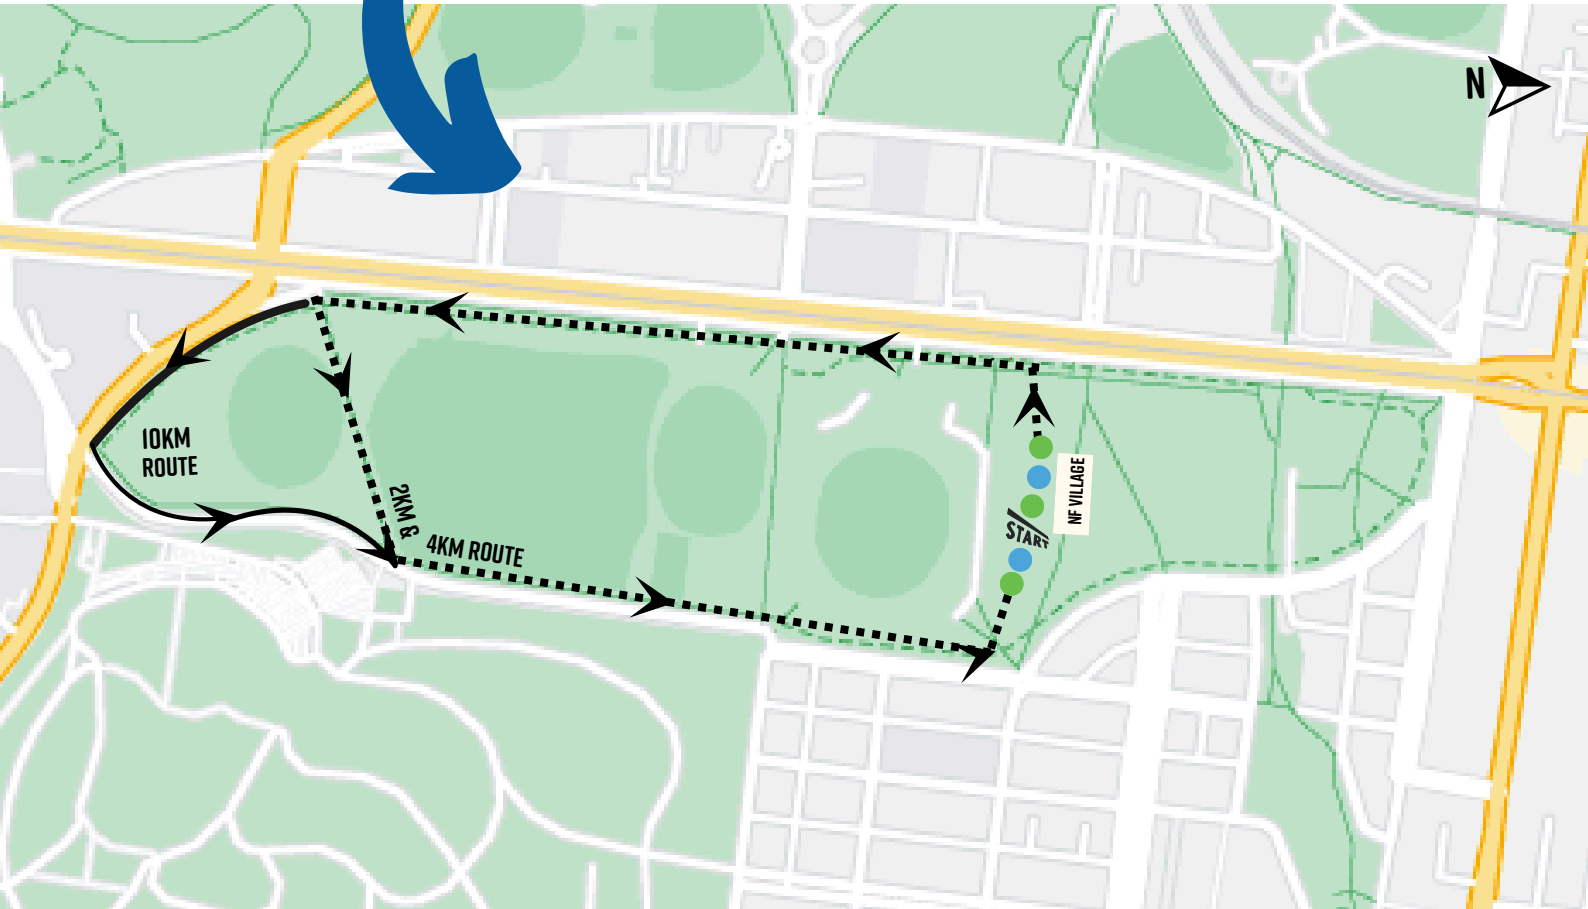 N
10KM
ROUTE
2KM &
4KM ROUTE
START
NF VILLAGE